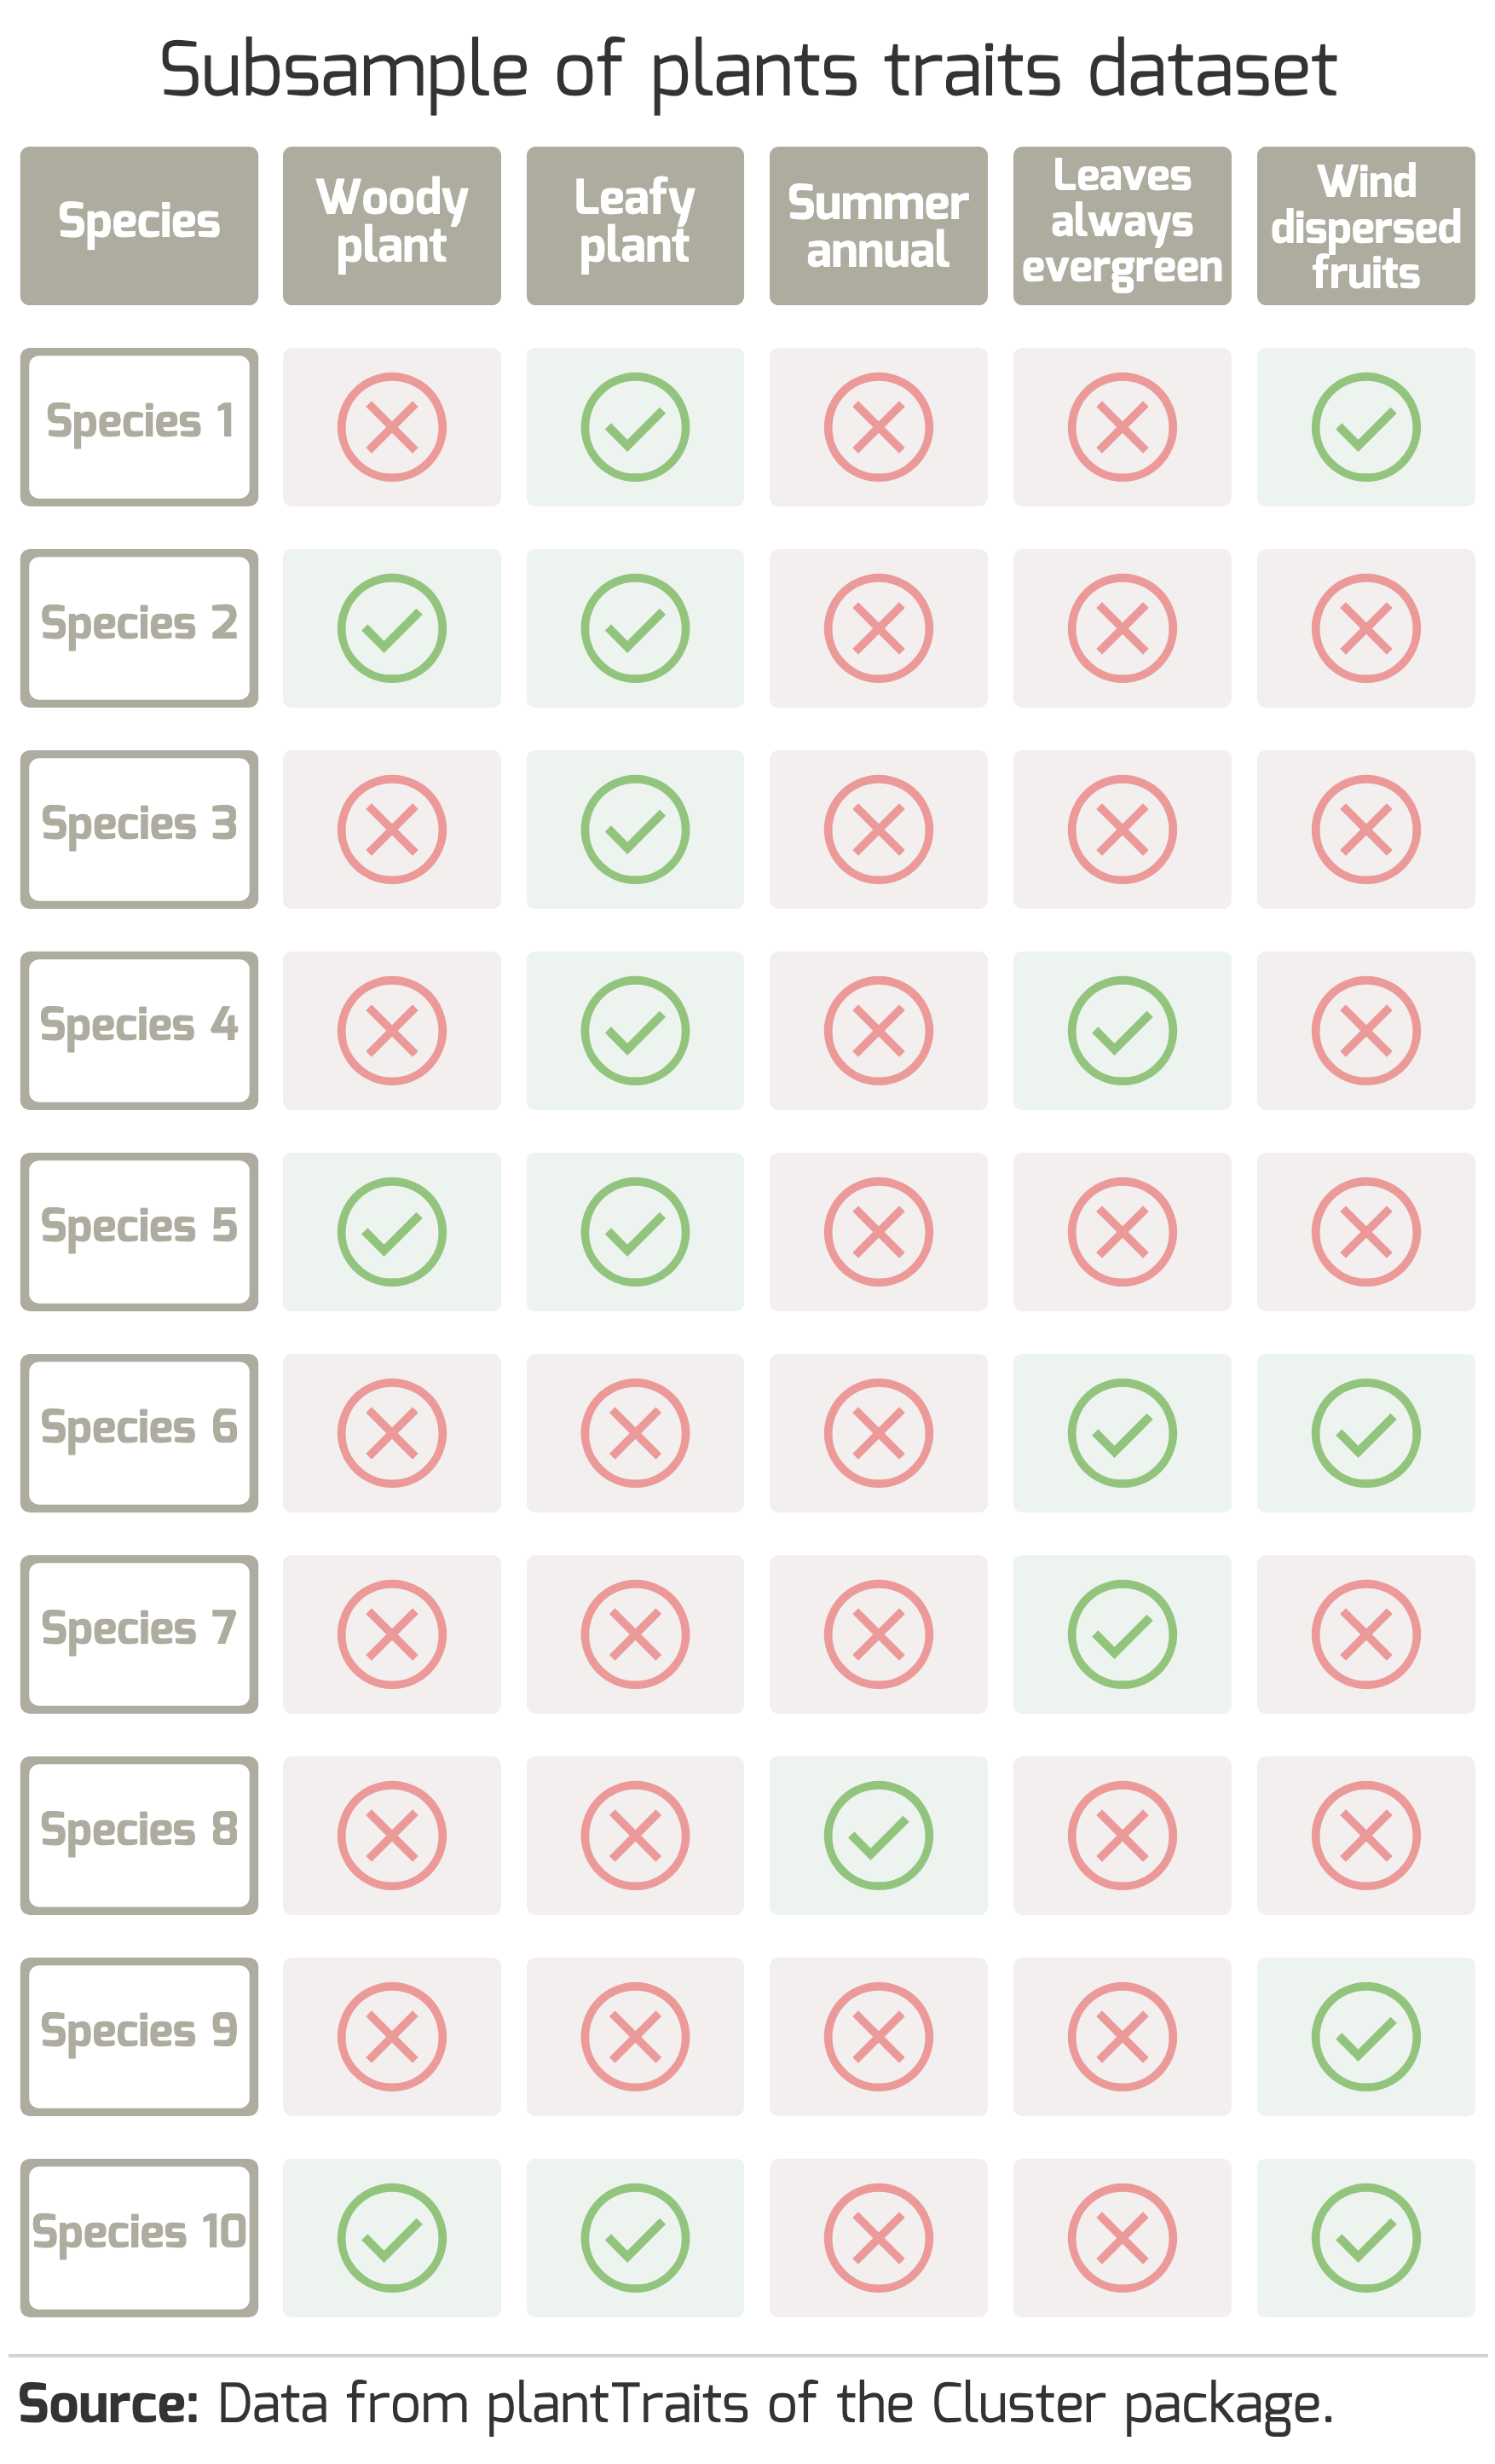 Subsample of plants traits dataset
Species
Woody
plant
Leafy
plant
Summer
annual
Leaves
always
evergreen
Wind
dispersed
fruits
Species 1
Species 2
Species 3
Species 4
Species 5
Species 6
Species 7
Species 8
Species 9
Species 10
Source: Data from plantTraits of the Cluster package.